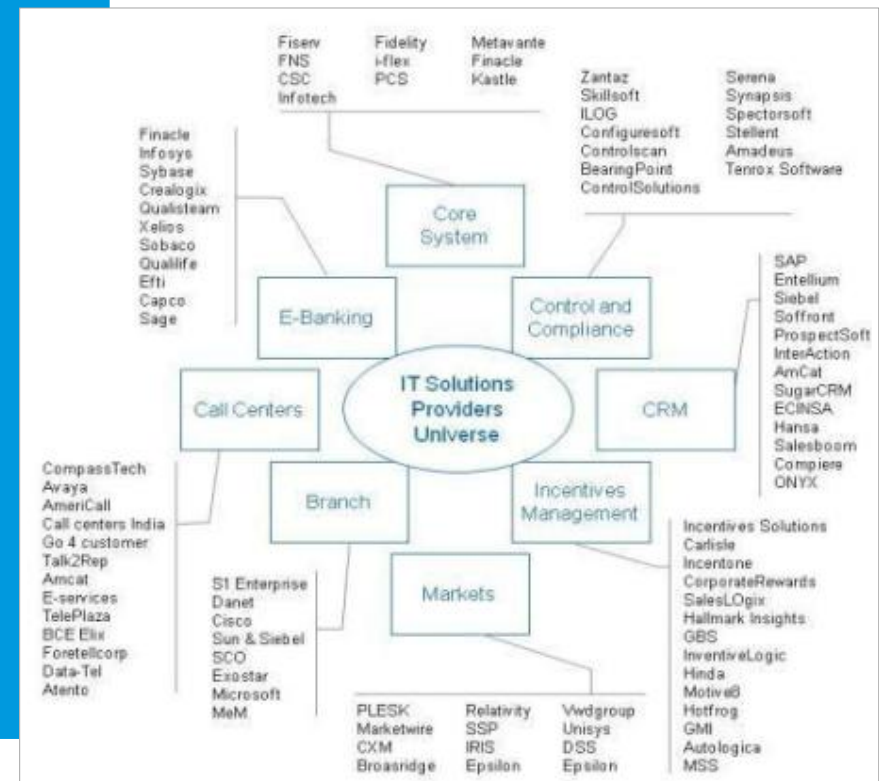 Fiserv
FNS
CSC
Infotech
Fidelity
i-flex
PCS
Metavante
Finacle
Kastle
Zantaz
Skillsoft
ILOG
Configuresoft
Controlscan
BearingPoint
ControlSolutions
Serena
Synapsis
Spectorsoft
Stellent
Amadeus
Tenrox Software
Finacle
Infosys
Sybase
Crealogix
Qualisteam
Xelios
Sobaco
Qualilife
Efti
Capco
Sage
Core
System
E-Banking
Control and
Compliance
SAP
Entellium
Siebel
Soffront
ProspectSoft
InterAction
AmCat
SugarCRM
ECINSA
Hansa
Salesboom
Compiere
ONYX
Call Centers
IT Solutions
Providers
Universe
CRM
CompassTech
Avaya
AmeriCall
Call centers India
Go 4 customer
Talk2Rep
Amcat
E-services
TelePlaza
BCE Elix
Foretellcorp
Data-Tel
Atento
Branch
Incentives
Management
S1 Enterprise
Danet
Cisco
Sun & Siebel
SCO
Exostar
Microsoft
MeM
Markets
Incentives Solutions
Carlisle
Incentone
CorporateRewards
SalesLOgix
Hallmark Insights
GBS
InventiveLogic
Hinda
Motive8
Hotfrog
GMI
Autologica
MSS
PLESK
Marketwire
CXM
Broasridge
Relativity
SSP
IRIS
Epsilon
Vwdgroup
Unisys
DSS
Epsilon